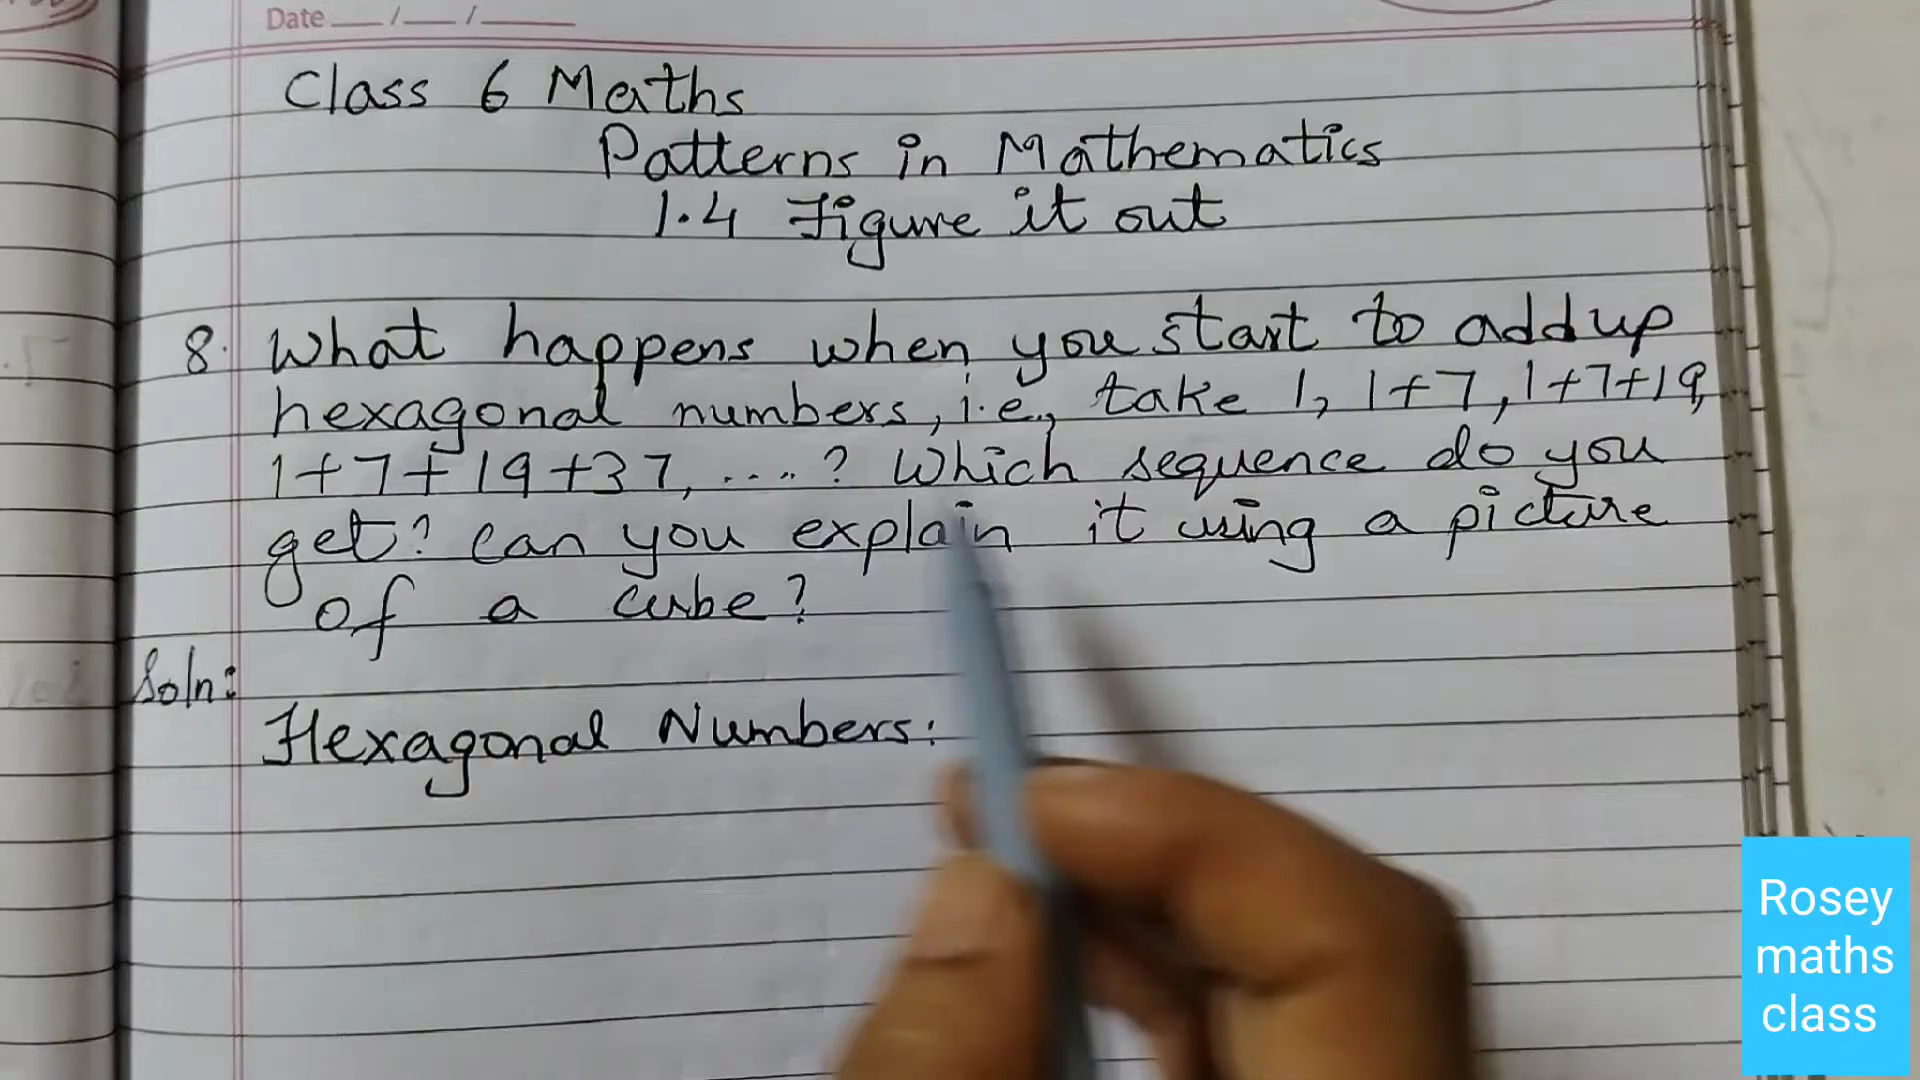 Date __/__/____
Class 6 Maths
Patterns in Mathematics
1.4 Figure it out
8. What happens when you start to add up
hexagonal numbers, i.e., take 1, 1+7, 1+7+19,
1+7+19+37, ....? Which sequence do you
get? Can you explain it using a picture
of a cube?
Soln:
Hexagonal Numbers:
Rosey
maths
class